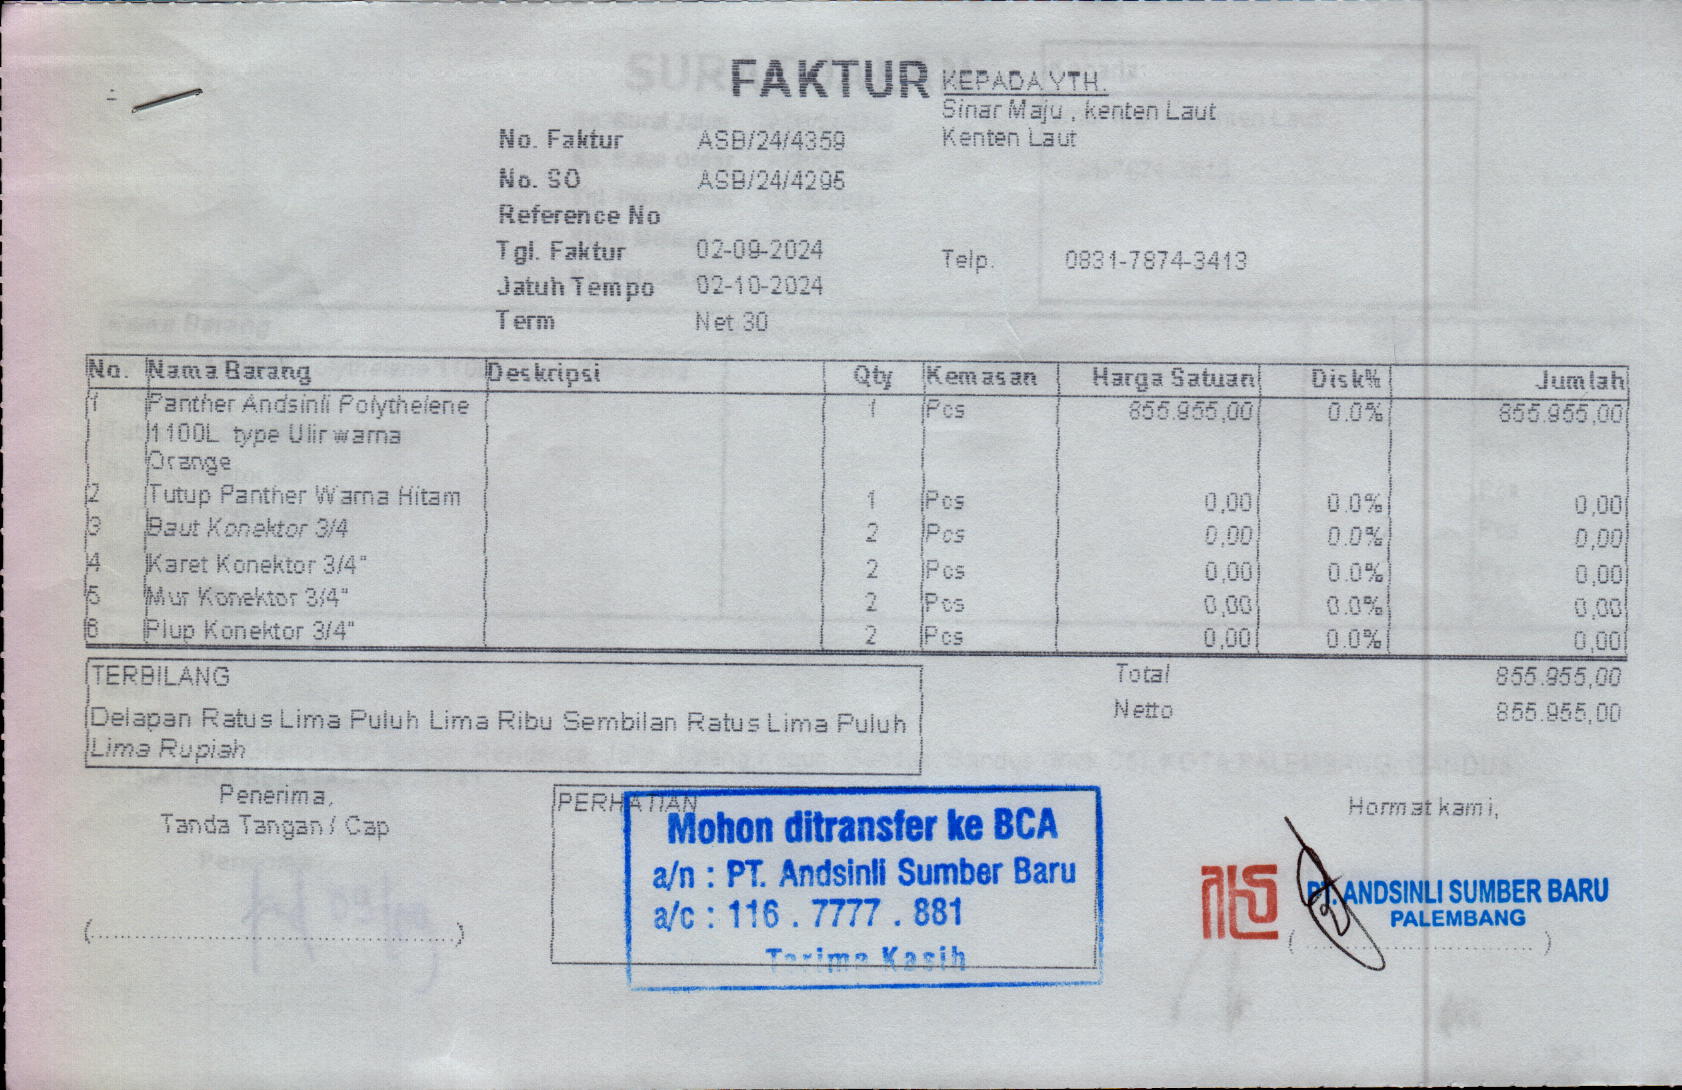 FAKTUR
KEPADA YTH.
Sinar Maju , kenten Laut
Kenten Laut
No. Faktur ASB/24/4359
No. SO ASB/24/4295
Reference No
Tgl. Faktur 02-09-2024
Telp. 0831-7874-3413
Jatuh Tempo 02-10-2024
Term Net 30
No. Nama Barang Deskripsi Qty Kemasan Harga Satuan Disk% Jumlah
1 Panther Andsinli Polythelene 1 Pcs 855.955,00 0.0% 855.955,00
1100L type Ulir warna
Orange
2 Tutup Panther Warna Hitam 1 Pcs 0,00 0.0% 0,00
3 Baut Konektor 3/4 2 Pcs 0,00 0.0% 0,00
4 Karet Konektor 3/4" 2 Pcs 0,00 0.0% 0,00
5 Mur Konektor 3/4" 2 Pcs 0,00 0.0% 0,00
6 Plup Konektor 3/4" 2 Pcs 0,00 0.0% 0,00
TERBILANG
Delapan Ratus Lima Puluh Lima Ribu Sembilan Ratus Lima Puluh
Lima Rupiah
Total 855.955,00
Netto 855.955,00
Penerima,
Tanda Tangan / Cap
(....................)
PERHATIAN
Mohon ditransfer ke BCA
a/n : PT. Andsinli Sumber Baru
a/c : 116 . 7777 . 881
Terima Kasih
Hormat kami,
PT. ANDSINLI SUMBER BARU
PALEMBANG
(....................)